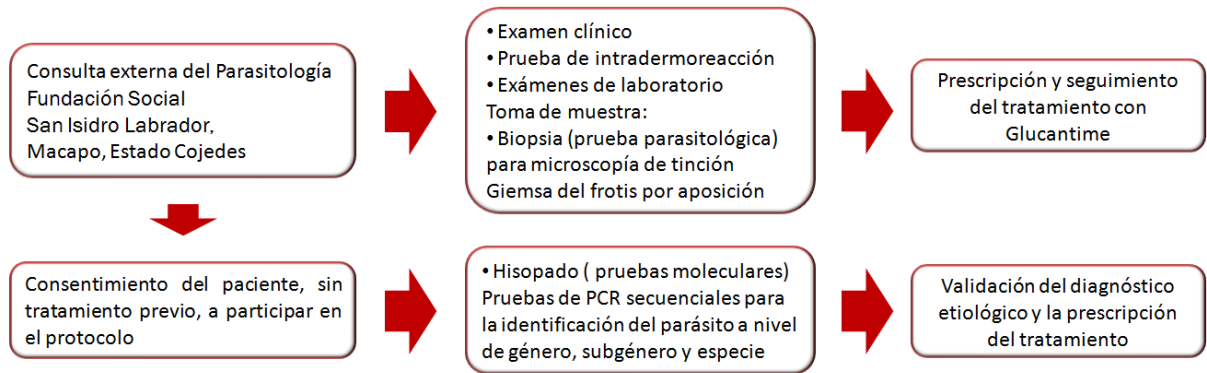 Consulta externa del Parasitología
Fundación Social
San Isidro Labrador,
Macapo, Estado Cojedes
• Examen clínico
• Prueba de intradermoreacción
• Exámenes de laboratorio
Toma de muestra:
• Biopsia (prueba parasitológica)
para microscopía de tinción
Giemsa del frotis por aposición
Prescripción y seguimiento
del tratamiento con
Glucantime
Consentimiento del paciente, sin
tratamiento previo, a participar en
el protocolo
• Hisopado ( pruebas moleculares)
Pruebas de PCR secuenciales para
la identificación del parásito a nivel
de género, subgénero y especie
Validación del diagnóstico
etiológico y la prescripción
del tratamiento